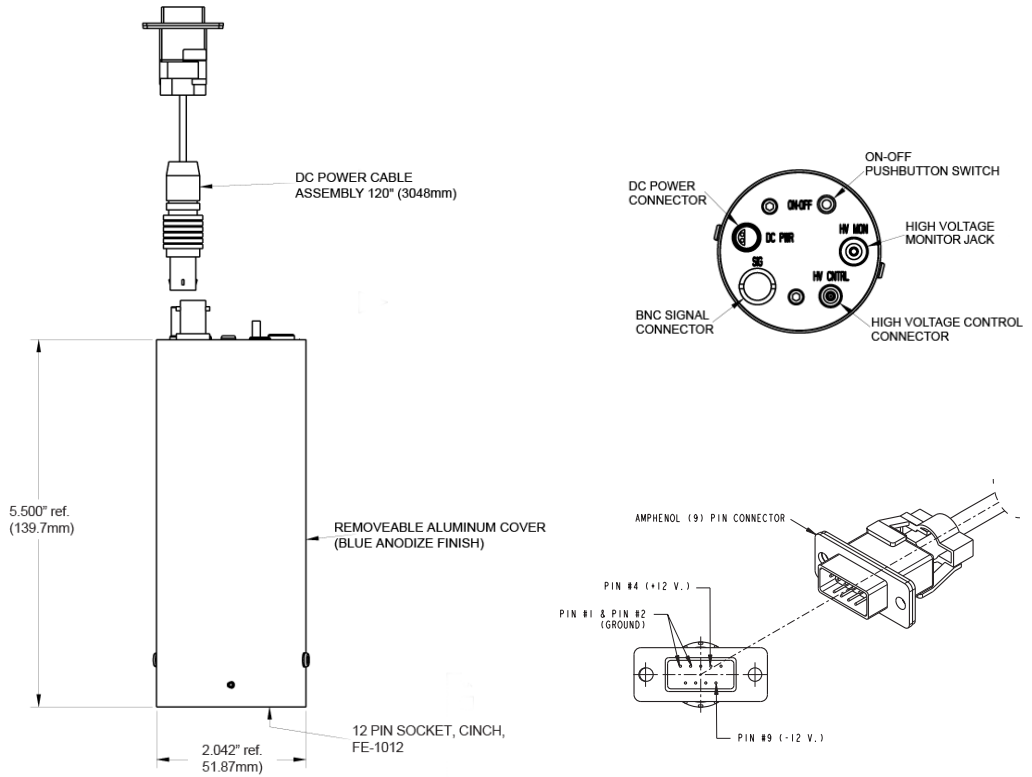 DC POWER CABLE
ASSEMBLY 120" (3048mm)
5.500" ref.
(139.7mm)
REMOVEABLE ALUMINUM COVER
(BLUE ANODIZE FINISH)
12 PIN SOCKET, CINCH,
FE-1012
2.042" ref.
51.87mm)
ON-OFF
PUSHBUTTON SWITCH
DC POWER
CONNECTOR
ON-OFF
HV MON
DC PWR
SIG
HV CNTRL
HIGH VOLTAGE
MONITOR JACK
BNC SIGNAL
CONNECTOR
HIGH VOLTAGE CONTROL
CONNECTOR
AMPHENOL (9) PIN CONNECTOR
PIN #4 (+12 V.)
PIN #1 & PIN #2
(GROUND)
PIN #9 (-12 V.)